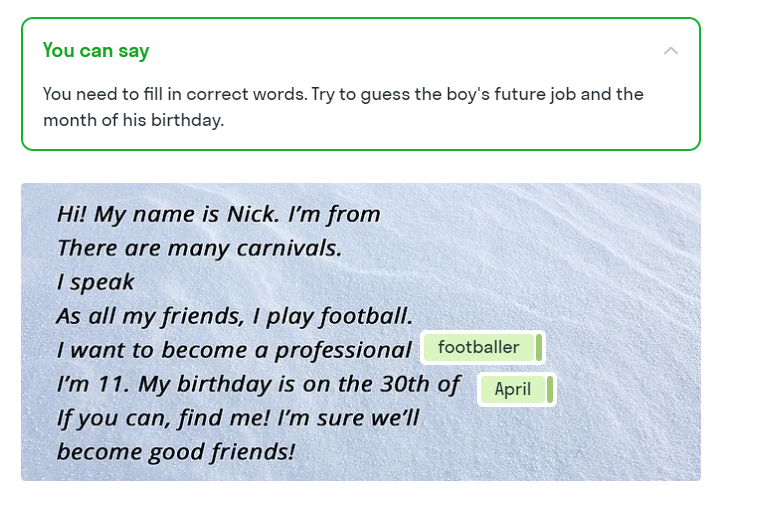 You can say
You need to fill in correct words. Try to guess the boy's future job and the
month of his birthday.
Hi! My name is Nick. I'm from
There are many carnivals.
I speak
As all my friends, I play football.
I want to become a professional footballer
I'm 11. My birthday is on the 30th of April
If you can, find me! I'm sure we'll
become good friends!